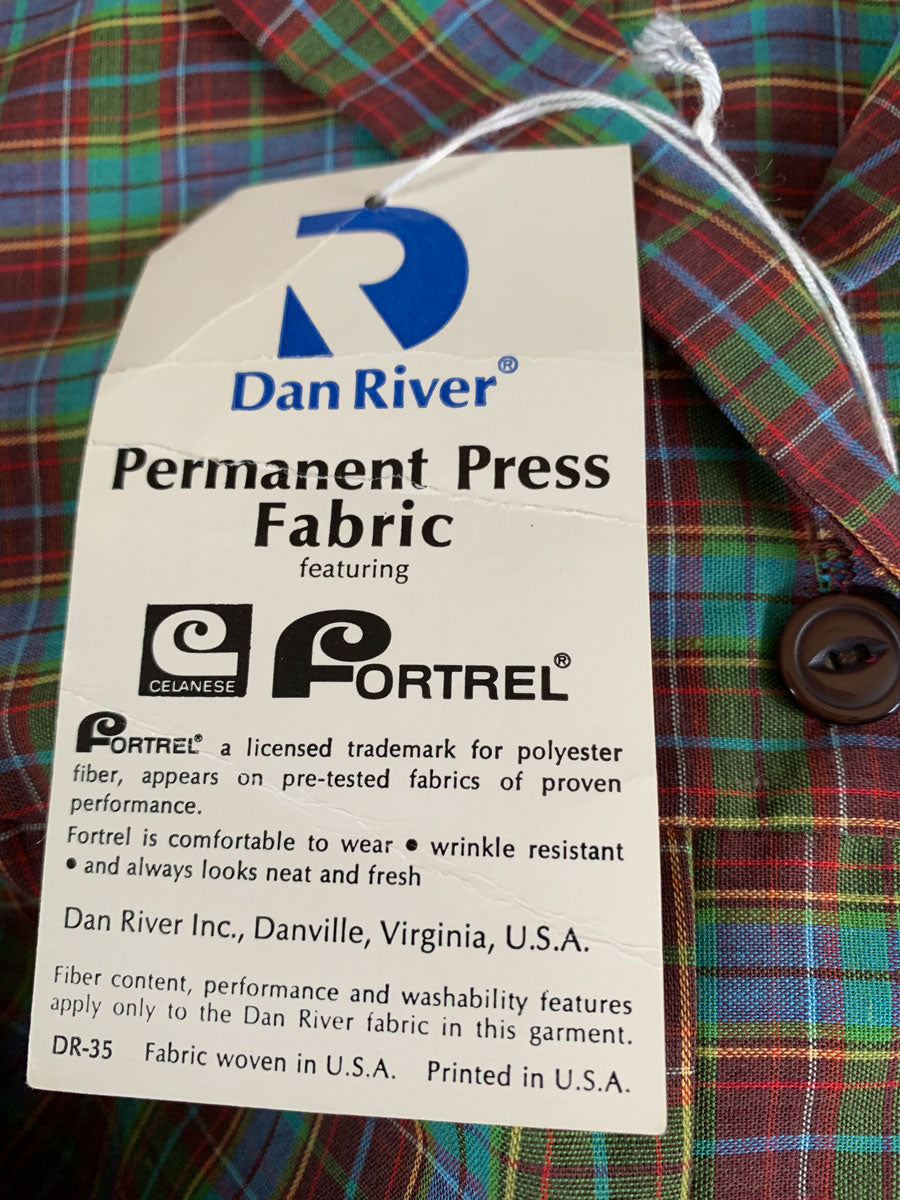 Dan River®
Permanent Press
Fabric
featuring
CELANESE
FORTREL®
FORTREL® a licensed trademark for polyester
fiber, appears on pre-tested fabrics of proven
performance.
Fortrel is comfortable to wear • wrinkle resistant
• and always looks neat and fresh
Dan River Inc., Danville, Virginia, U.S.A.
Fiber content, performance and washability features
apply only to the Dan River fabric in this garment.
DR-35 Fabric woven in U.S.A. Printed in U.S.A.